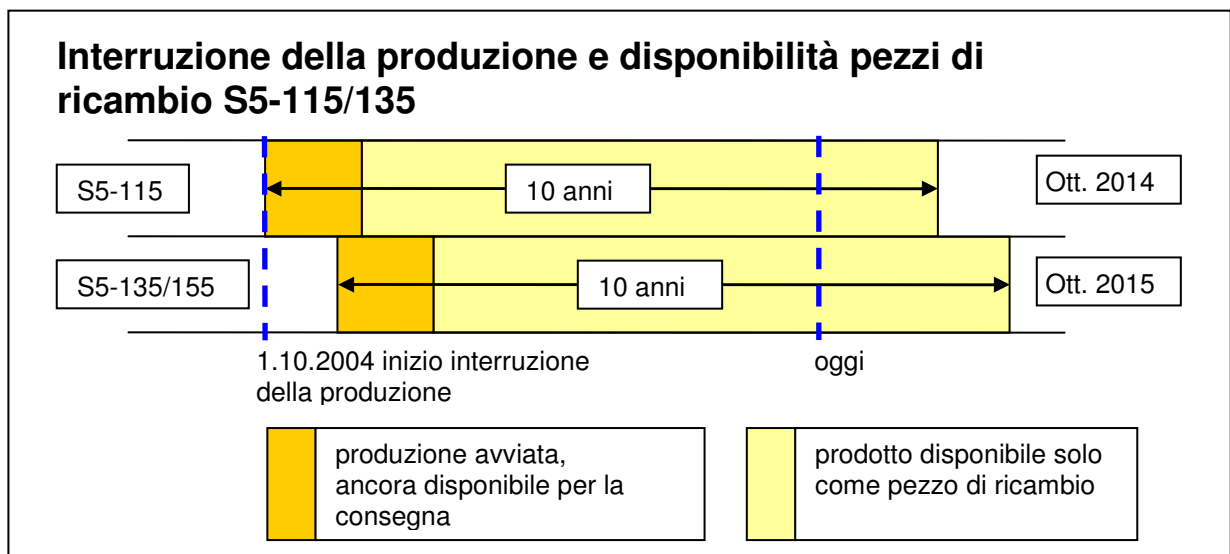 Interruzione della produzione e disponibilità pezzi di
ricambio S5-115/135
S5-115
10 anni
Ott. 2014
S5-135/155
10 anni
Ott. 2015
1.10.2004 inizio interruzione
della produzione
oggi
produzione avviata,
ancora disponibile per la
consegna
prodotto disponibile solo
come pezzo di ricambio